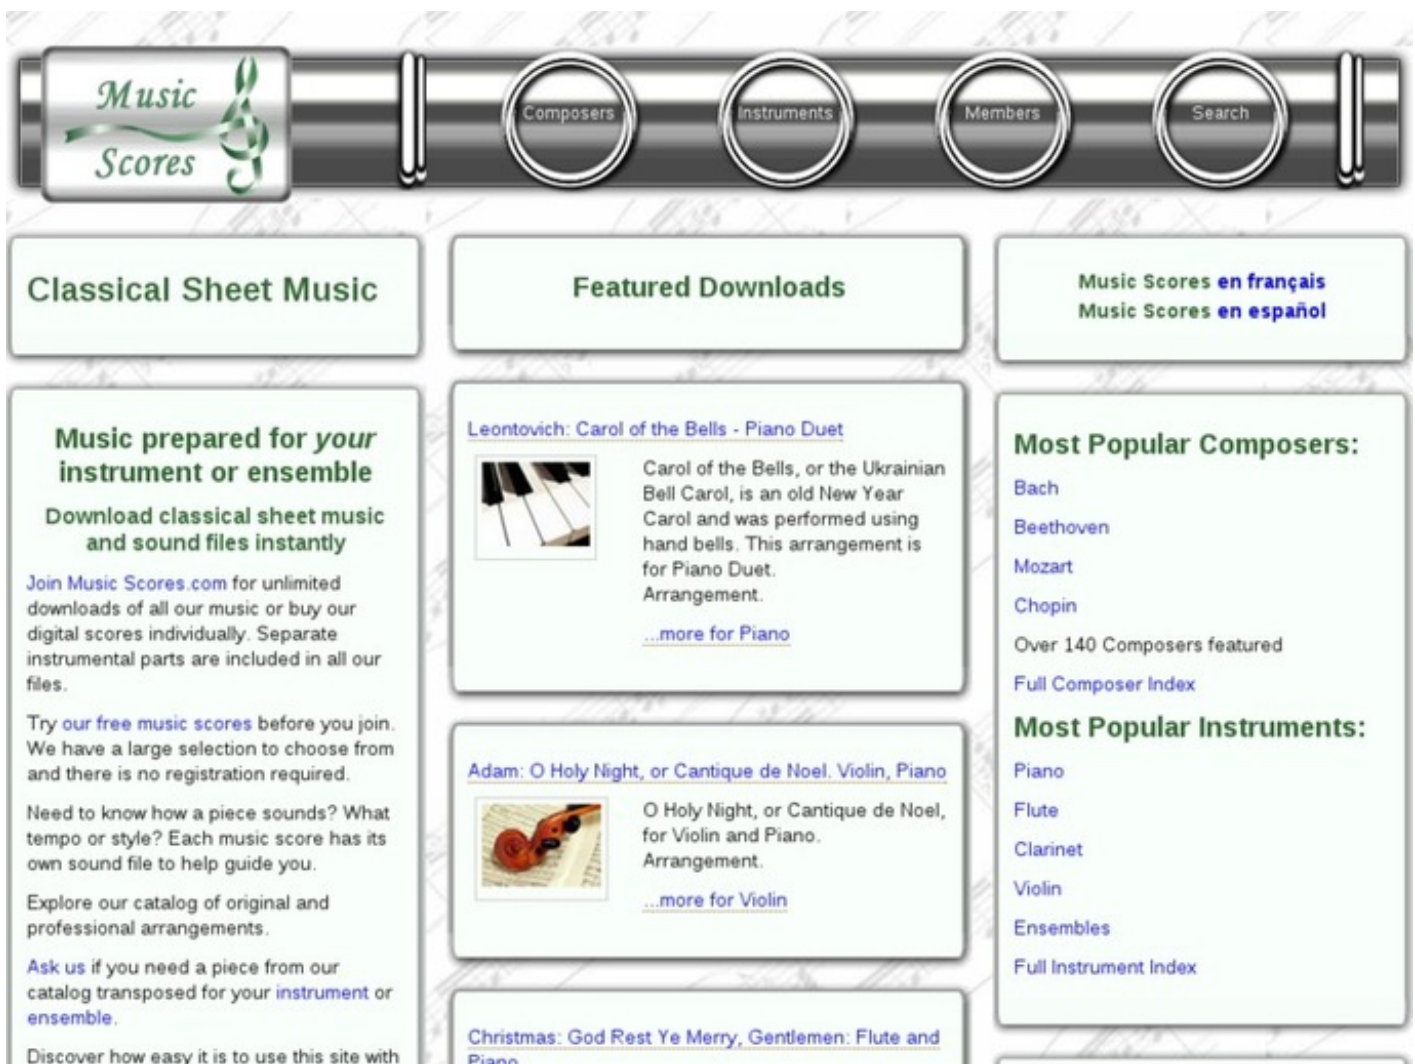 Music
Scores
Composers
Instruments
Members
Search
Classical Sheet Music
Music prepared for your
instrument or ensemble
Download classical sheet music
and sound files instantly
Join Music Scores.com for unlimited
downloads of all our music or buy our
digital scores individually. Separate
instrumental parts are included in all our
files.
Try our free music scores before you join.
We have a large selection to choose from
and there is no registration required.
Need to know how a piece sounds? What
tempo or style? Each music score has its
own sound file to help guide you.
Explore our catalog of original and
professional arrangements.
Ask us if you need a piece from our
catalog transposed for your instrument or
ensemble.
Discover how easy it is to use this site with
Featured Downloads
Leontovich: Carol of the Bells - Piano Duet
Carol of the Bells, or the Ukrainian
Bell Carol, is an old New Year
Carol and was performed using
hand bells. This arrangement is
for Piano Duet.
Arrangement.
...more for Piano
Adam: O Holy Night, or Cantique de Noel. Violin, Piano
O Holy Night, or Cantique de Noel,
for Violin and Piano.
Arrangement.
...more for Violin
Christmas: God Rest Ye Merry, Gentlemen: Flute and
Piano
Music Scores en français
Music Scores en español
Most Popular Composers:
Bach
Beethoven
Mozart
Chopin
Over 140 Composers featured
Full Composer Index
Most Popular Instruments:
Piano
Flute
Clarinet
Violin
Ensembles
Full Instrument Index